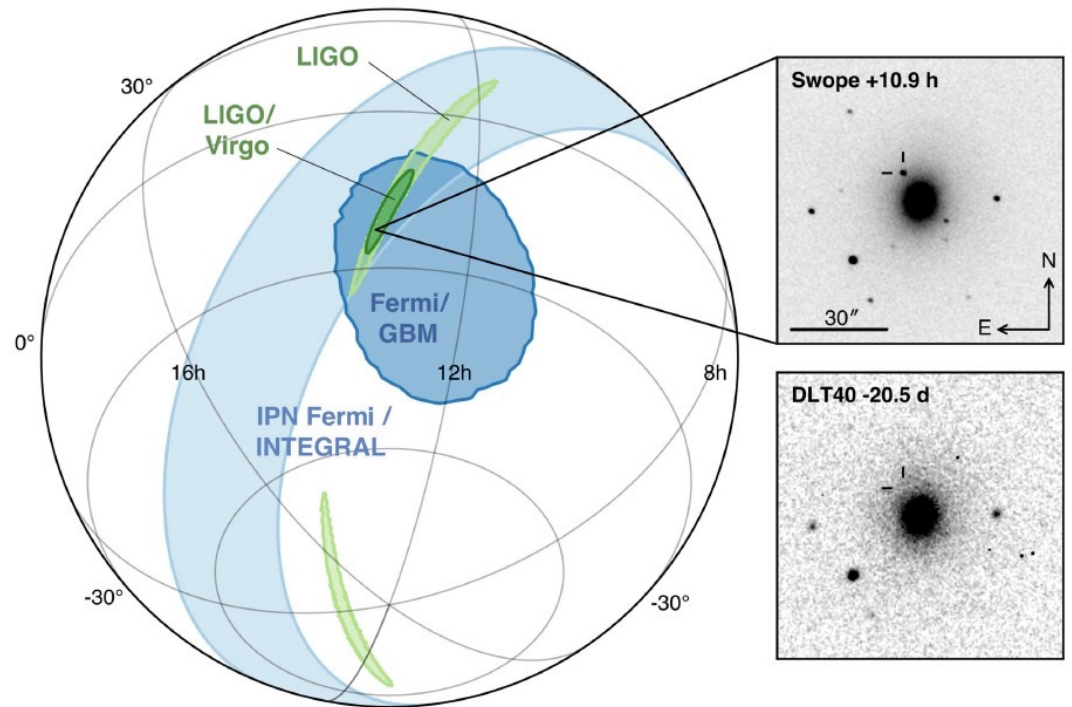 LIGO
LIGO/
Virgo
Fermi/
GBM
IPN Fermi /
INTEGRAL
30°
0°
-30°
-30°
16h
12h
8h
Swope +10.9 h
30″
N
E
DLT40 -20.5 d